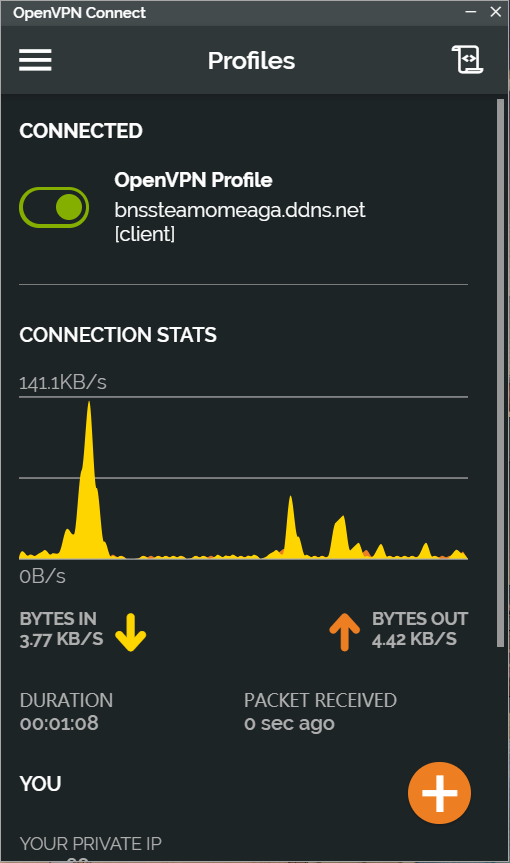 OpenVPN Connect
Profiles
CONNECTED
OpenVPN Profile
bnssteamomeaga.ddns.net
[client]
CONNECTION STATS
141.1KB/s
0B/s
BYTES IN
3.77 KB/S
BYTES OUT
4.42 KB/S
DURATION
00:01:08
PACKET RECEIVED
0 sec ago
YOU
YOUR PRIVATE IP